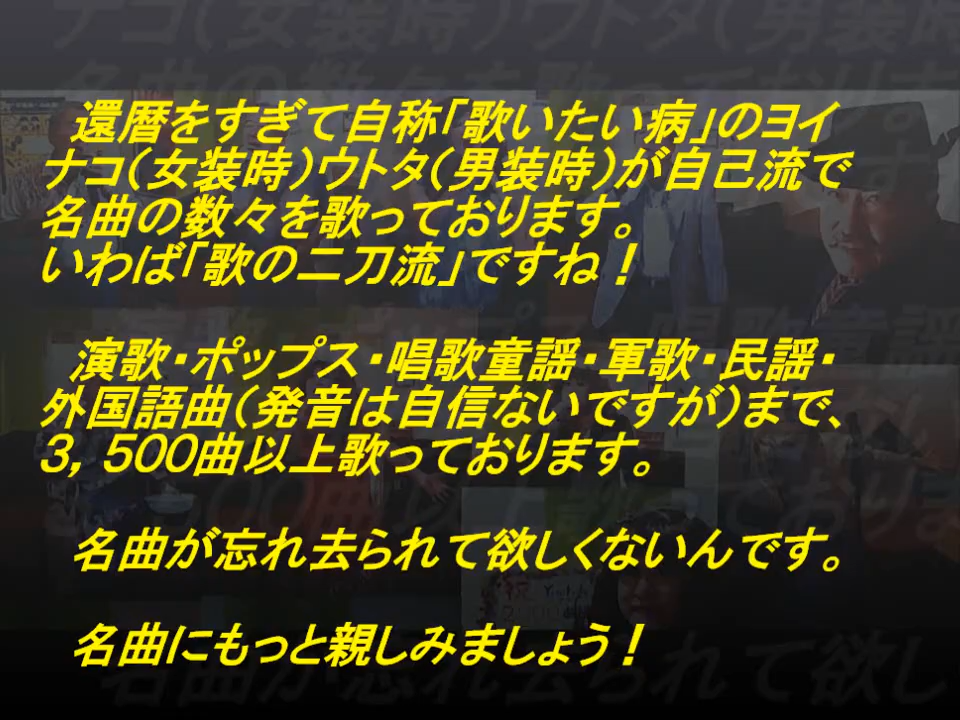 還暦をすぎて自称「歌いたい病」のヨイ
ナコ（女装時）ウトタ（男装時）が自己流で
名曲の数々を歌っております。
いわば「歌の二刀流」ですね！
演歌・ポップス・唱歌童謡・軍歌・民謡・
外国語曲（発音は自信ないですが）まで、
３，５００曲以上歌っております。
名曲が忘れ去られて欲しくないんです。
名曲にもっと親しみましょう！